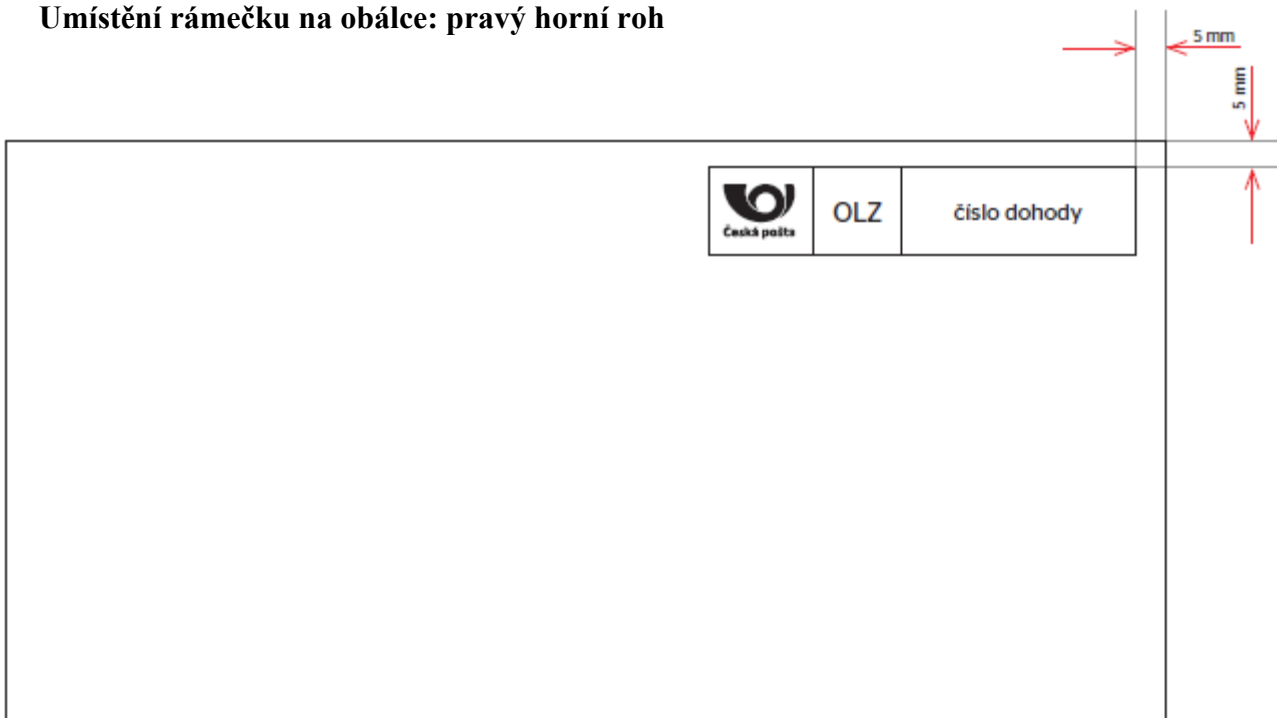 Umístění rámečku na obálce: pravý horní roh
5 mm
5 mm
Česká pošta
OLZ
číslo dohody